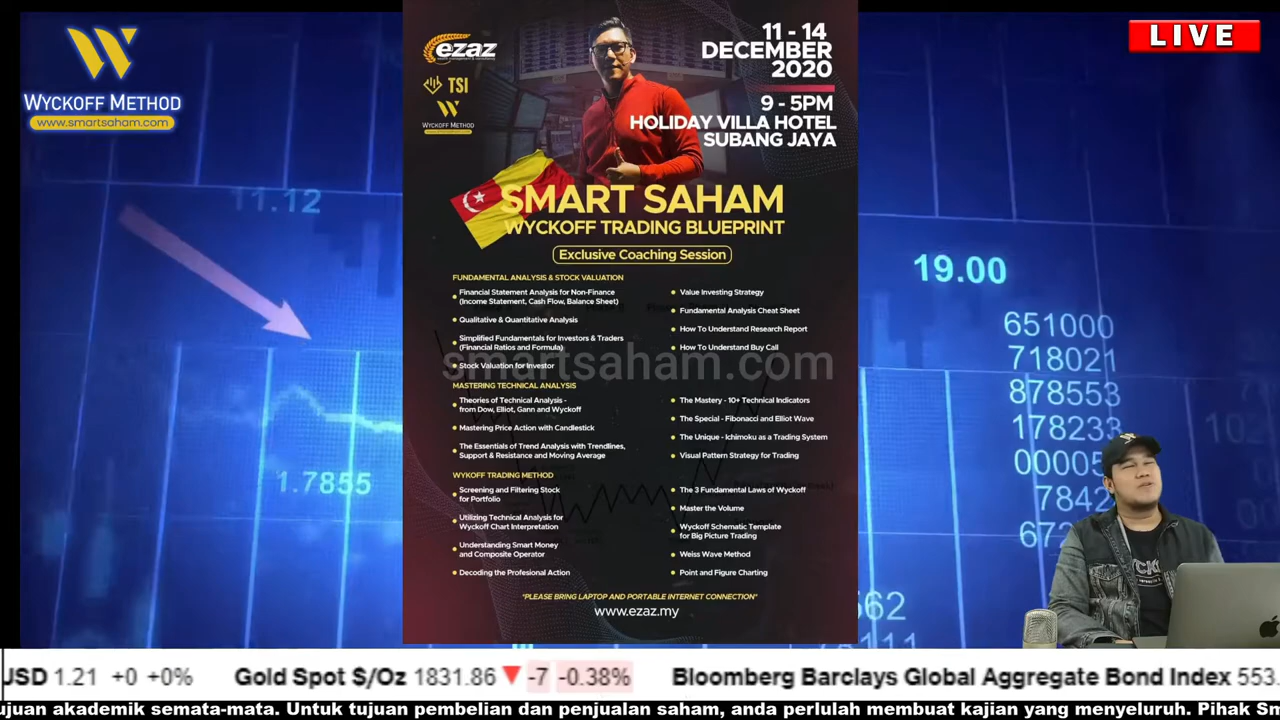 WYCKOFF METHOD
www.smartsaham.com
LIVE
ezaz
TSI
WYCKOFF METHOD
11 - 14
DECEMBER
2020
9 - 5PM
HOLIDAY VILLA HOTEL
SUBANG JAYA
SMART SAHAM
WYCKOFF TRADING BLUEPRINT
Exclusive Coaching Session
FUNDAMENTAL ANALYSIS & STOCK VALUATION
Financial Statement Analysis for Non-Finance
(Income Statement, Cash Flow, Balance Sheet)
Qualitative & Quantitative Analysis
Simplified Fundamentals for Investors & Traders
(Financial Ratios and Formula)
Stock Valuation for Investor
Value Investing Strategy
Fundamental Analysis Cheat Sheet
How To Understand Research Report
How To Understand Buy Call
smartsaham.com
MASTERING TECHNICAL ANALYSIS
Theories of Technical Analysis -
from Dow, Elliot, Gann and Wyckoff
Mastering Price Action with Candlestick
The Essentials of Trend Analysis with Trendlines,
Support & Resistance and Moving Average
The Mastery - 10+ Technical Indicators
The Special - Fibonacci and Elliot Wave
The Unique - Ichimoku as a Trading System
Visual Pattern Strategy for Trading
WYKOFF TRADING METHOD
Screening and Filtering Stock
for Portfolio
Utilizing Technical Analysis for
Wyckoff Chart Interpretation
Understanding Smart Money
and Composite Operator
Decoding the Profesional Action
The 3 Fundamental Laws of Wyckoff
Master the Volume
Wyckoff Schematic Template
for Big Picture Trading
Weiss Wave Method
Point and Figure Charting
"PLEASE BRING LAPTOP AND PORTABLE INTERNET CONNECTION"
www.ezaz.my
11.12
1.7855
19.00
651000
718021
878553
178233
USD 1.21 +0 +0% Gold Spot $/Oz 1831.86 ▼ -7 -0.38% Bloomberg Barclays Global Aggregate Bond Index 553.
ujuan akademik semata-mata. Untuk tujuan pembelian dan penjualan saham, anda perlulah membuat kajian yang menyeluruh. Pihak Sm